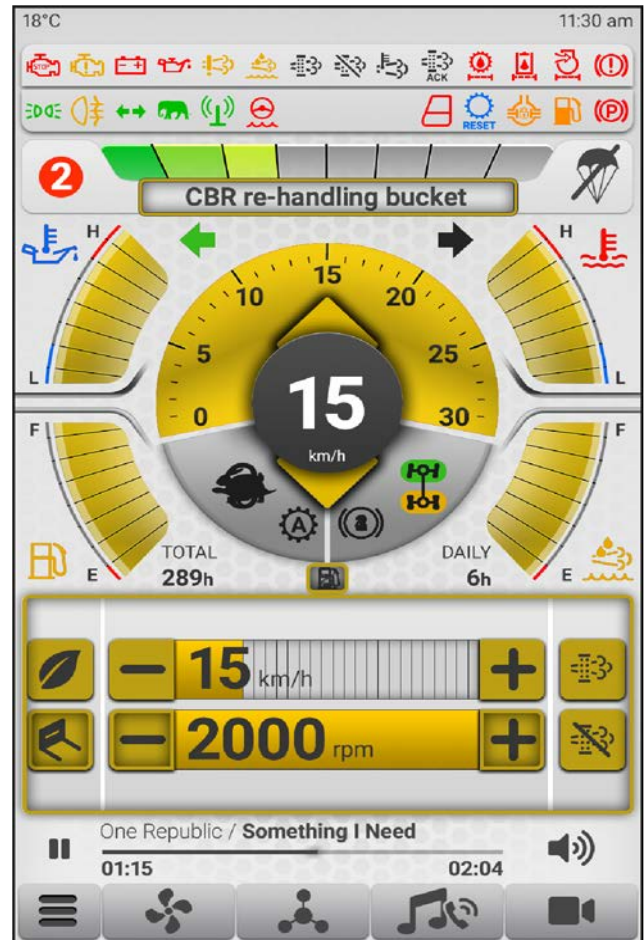 18°C 11:30 am
STOP
ACK
RESET
(P)
2
CBR re-handling bucket
H H
15
10 20
5 25
0 30
L L
15
km/h
F F
A 2
TOTAL DAILY
289h 6h
E E
15 km/h
2000 rpm
One Republic / Something I Need
01:15 02:04